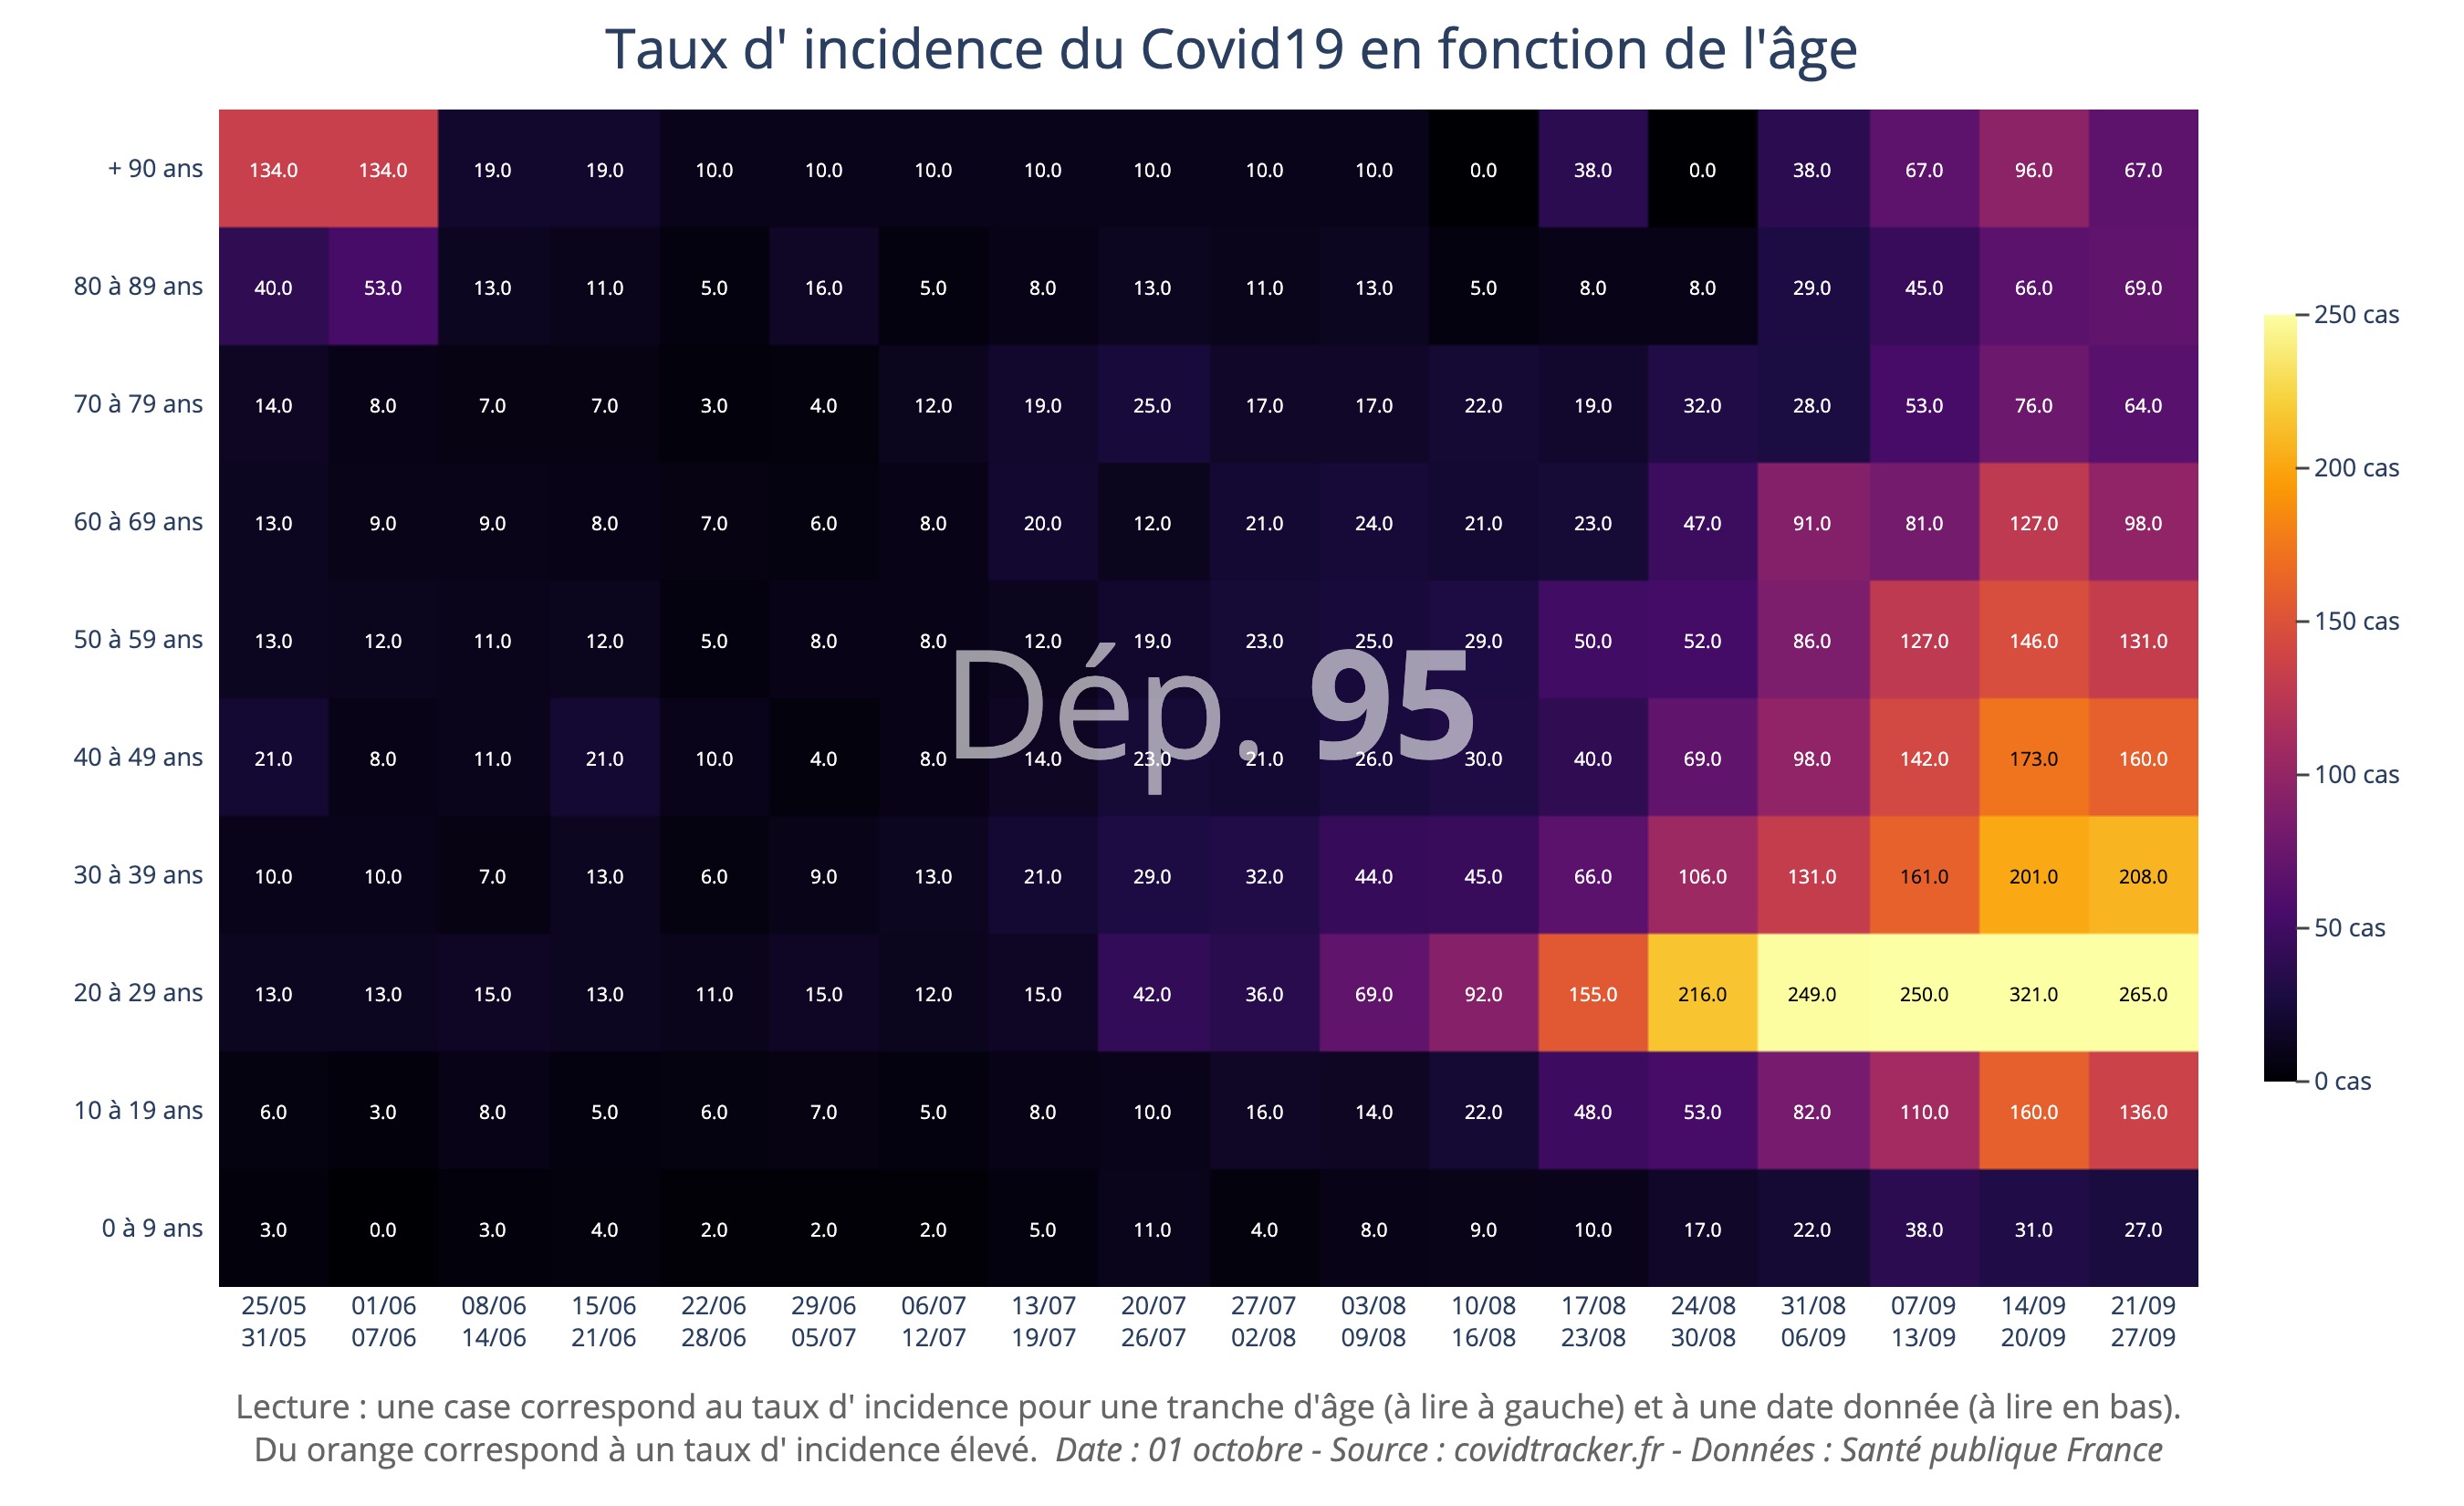 Taux d' incidence du Covid19 en fonction de l'âge
+ 90 ans 134.0 134.0 19.0 19.0 10.0 10.0 10.0 10.0 10.0 10.0 10.0 0.0 38.0 0.0 38.0 67.0 96.0 67.0
80 à 89 ans 40.0 53.0 13.0 11.0 5.0 16.0 5.0 8.0 13.0 11.0 13.0 5.0 8.0 8.0 29.0 45.0 66.0 69.0
250 cas
70 à 79 ans 14.0 8.0 7.0 7.0 3.0 4.0 12.0 19.0 25.0 17.0 17.0 22.0 19.0 32.0 28.0 53.0 76.0 64.0
200 cas
60 à 69 ans 13.0 9.0 9.0 8.0 7.0 6.0 8.0 20.0 12.0 21.0 24.0 21.0 23.0 47.0 91.0 81.0 127.0 98.0
150 cas
50 à 59 ans 13.0 12.0 11.0 12.0 5.0 8.0 8.0 12.0 19.0 23.0 25.0 29.0 50.0 52.0 86.0 127.0 146.0 131.0
Dép. 95
40 à 49 ans 21.0 8.0 11.0 21.0 10.0 4.0 8.0 14.0 23.0 21.0 26.0 30.0 40.0 69.0 98.0 142.0 173.0 160.0
100 cas
30 à 39 ans 10.0 10.0 7.0 13.0 6.0 9.0 13.0 21.0 29.0 32.0 44.0 45.0 66.0 106.0 131.0 161.0 201.0 208.0
50 cas
20 à 29 ans 13.0 13.0 15.0 13.0 11.0 15.0 12.0 15.0 42.0 36.0 69.0 92.0 155.0 216.0 249.0 250.0 321.0 265.0
0 cas
10 à 19 ans 6.0 3.0 8.0 5.0 6.0 7.0 5.0 8.0 10.0 16.0 14.0 22.0 48.0 53.0 82.0 110.0 160.0 136.0
0 à 9 ans 3.0 0.0 3.0 4.0 2.0 2.0 2.0 5.0 11.0 4.0 8.0 9.0 10.0 17.0 22.0 38.0 31.0 27.0
25/05 01/06 08/06 15/06 22/06 29/06 06/07 13/07 20/07 27/07 03/08 10/08 17/08 24/08 31/08 07/09 14/09 21/09
31/05 07/06 14/06 21/06 28/06 05/07 12/07 19/07 26/07 02/08 09/08 16/08 23/08 30/08 06/09 13/09 20/09 27/09
Lecture : une case correspond au taux d' incidence pour une tranche d'âge (à lire à gauche) et à une date donnée (à lire en bas).
Du orange correspond à un taux d' incidence élevé. Date : 01 octobre - Source : covidtracker.fr - Données : Santé publique France